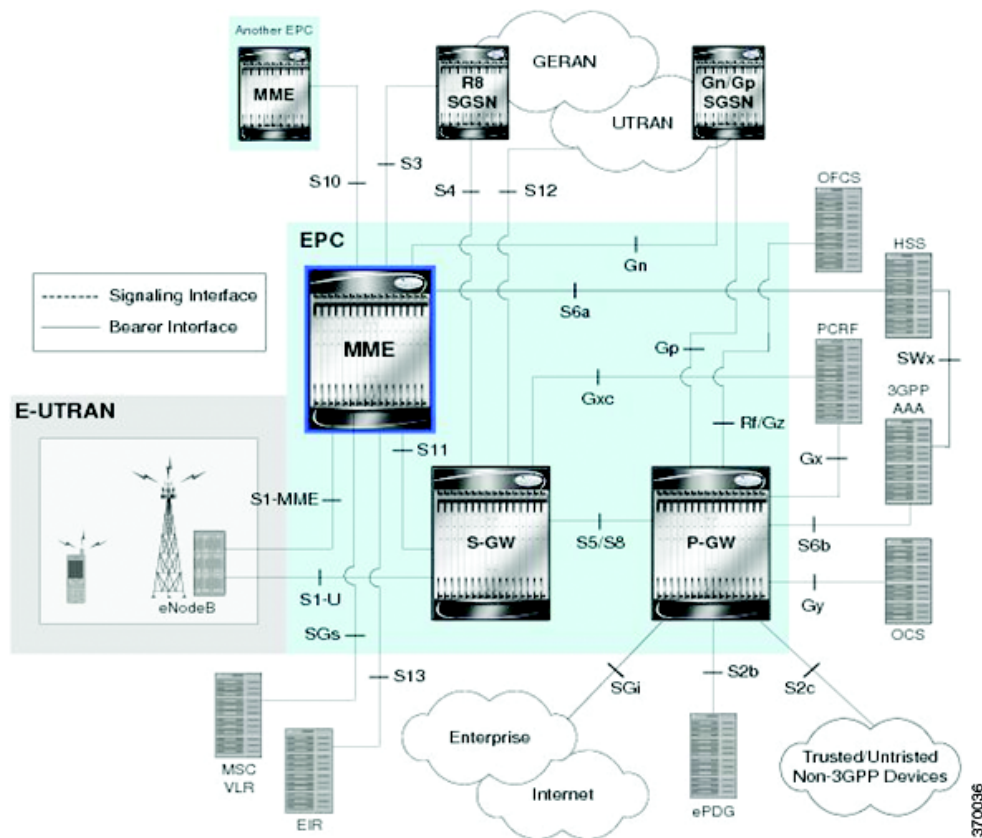 Another EPC
MME
R8
SGSN
GERAN
UTRAN
Gn/Gp
SGSN
S3
S10
S4
S12
OFCS
EPC
Gn
HSS
Signaling Interface
Bearer Interface
MME
S6a
Gp
PCRF
SWx
Gxc
3GPP
AAA
E-UTRAN
Rf/Gz
S11
Gx
S1-MME
S-GW
S5/S8
P-GW
S6b
eNodeB
S1-U
Gy
SGs
OCS
S13
SGi
S2b
S2c
Enterprise
MSC
VLR
Trusted/Untristed
Non-3GPP Devices
Internet
ePDG
EIR
370036